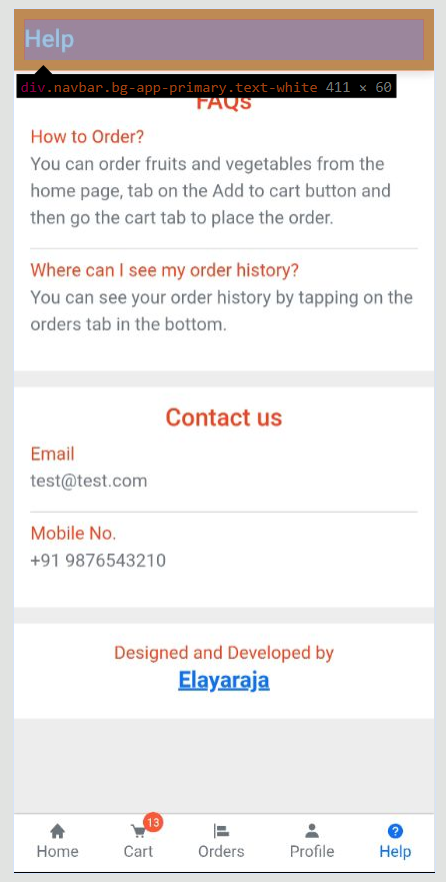 Help
div.navbar.bg-app-primary.text-white 411 × 60
FAQs
How to Order?
You can order fruits and vegetables from the
home page, tab on the Add to cart button and
then go the cart tab to place the order.
Where can I see my order history?
You can see your order history by tapping on the
orders tab in the bottom.
Contact us
Email
test@test.com
Mobile No.
+91 9876543210
Designed and Developed by
Elayaraja
13
Home Cart Orders Profile Help